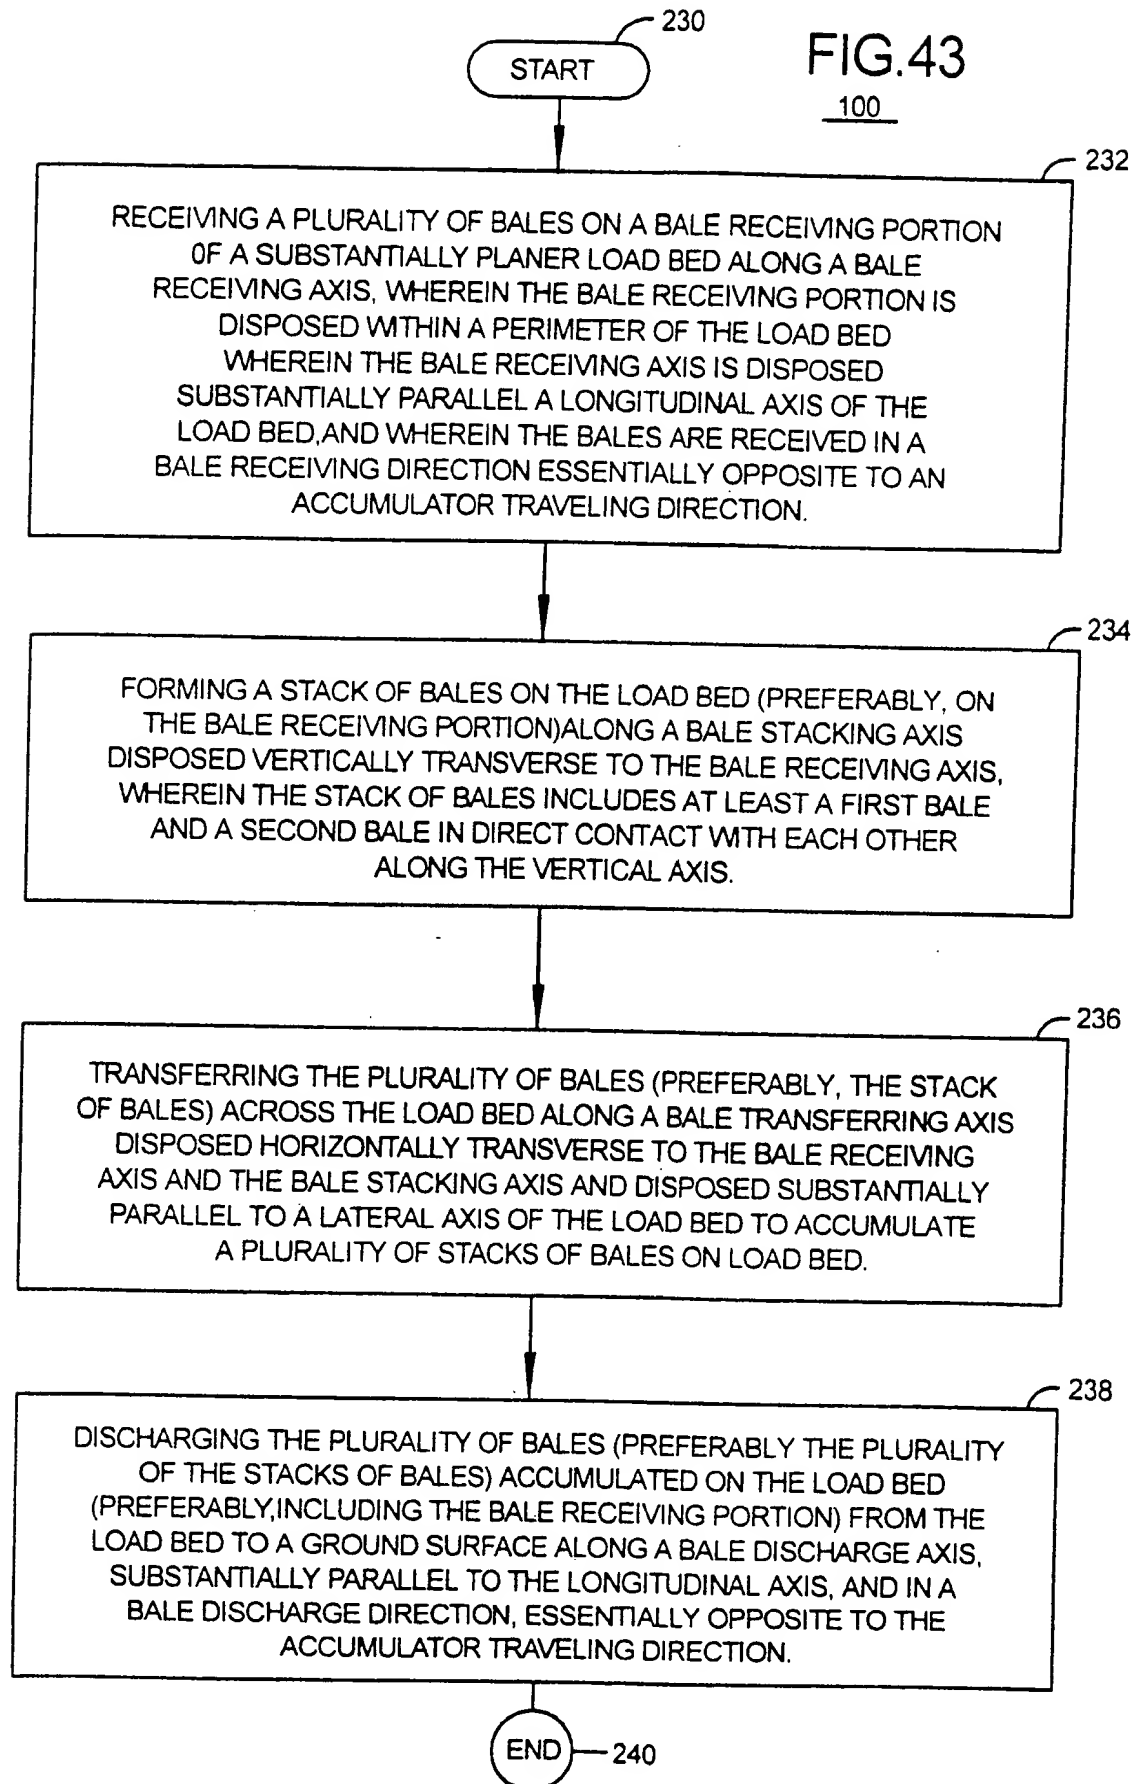 230
START
FIG.43
100
232
RECEIVING A PLURALITY OF BALES ON A BALE RECEIVING PORTION
OF A SUBSTANTIALLY PLANER LOAD BED ALONG A BALE
RECEIVING AXIS, WHEREIN THE BALE RECEIVING PORTION IS
DISPOSED WITHIN A PERIMETER OF THE LOAD BED
WHEREIN THE BALE RECEIVING AXIS IS DISPOSED
SUBSTANTIALLY PARALLEL A LONGITUDINAL AXIS OF THE
LOAD BED,AND WHEREIN THE BALES ARE RECEIVED IN A
BALE RECEIVING DIRECTION ESSENTIALLY OPPOSITE TO AN
ACCUMULATOR TRAVELING DIRECTION.
234
FORMING A STACK OF BALES ON THE LOAD BED (PREFERABLY, ON
THE BALE RECEIVING PORTION)ALONG A BALE STACKING AXIS
DISPOSED VERTICALLY TRANSVERSE TO THE BALE RECEIVING AXIS,
WHEREIN THE STACK OF BALES INCLUDES AT LEAST A FIRST BALE
AND A SECOND BALE IN DIRECT CONTACT WITH EACH OTHER
ALONG THE VERTICAL AXIS.
236
TRANSFERRING THE PLURALITY OF BALES (PREFERABLY, THE STACK
OF BALES) ACROSS THE LOAD BED ALONG A BALE TRANSFERRING AXIS
DISPOSED HORIZONTALLY TRANSVERSE TO THE BALE RECEIVING
AXIS AND THE BALE STACKING AXIS AND DISPOSED SUBSTANTIALLY
PARALLEL TO A LATERAL AXIS OF THE LOAD BED TO ACCUMULATE
A PLURALITY OF STACKS OF BALES ON LOAD BED.
238
DISCHARGING THE PLURALITY OF BALES (PREFERABLY THE PLURALITY
OF THE STACKS OF BALES) ACCUMULATED ON THE LOAD BED
(PREFERABLY,INCLUDING THE BALE RECEIVING PORTION) FROM THE
LOAD BED TO A GROUND SURFACE ALONG A BALE DISCHARGE AXIS,
SUBSTANTIALLY PARALLEL TO THE LONGITUDINAL AXIS, AND IN A
BALE DISCHARGE DIRECTION, ESSENTIALLY OPPOSITE TO THE
ACCUMULATOR TRAVELING DIRECTION.
END
240